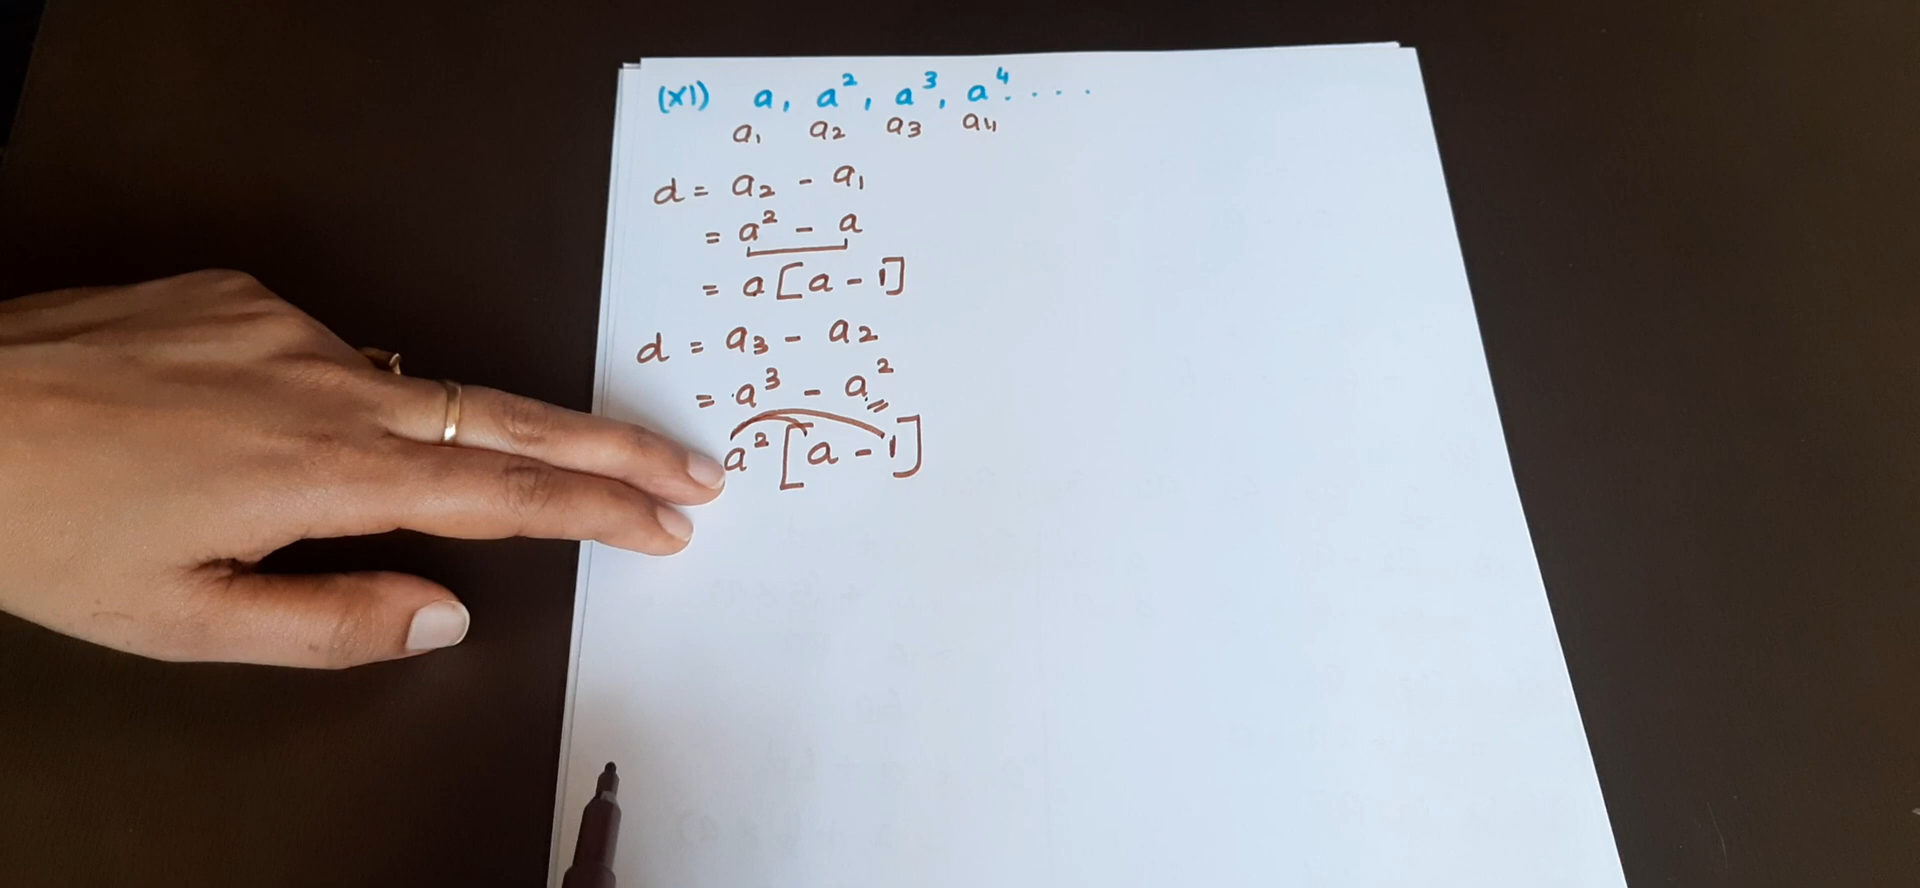 (XI) a, a², a³, a⁴. . . .
a₁ a₂ a₃ a₄
d = a₂ - a₁
= a² - a
= a[a - 1]
d = a₃ - a₂
= a³ - a²
a²[a - 1]